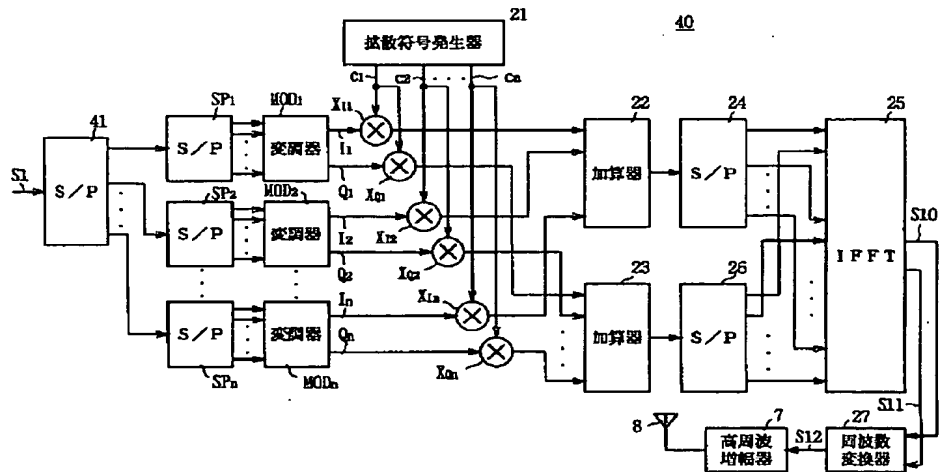 21
40
拡散符号発生器
C1
C2
Cn
41
SP1
MOD1
XI1
22
24
25
S1
S/P
S/P
変調器
I1
Q1
XQ1
加算器
S/P
IFFT
SP2
MOD2
S/P
変調器
I2
Q2
XI2
XQ2
S10
23
26
S/P
変調器
In
Qn
XIn
加算器
S/P
SPn
MODn
XQn
S11
8
7
27
高周波
増幅器
S12
周波数
変換器